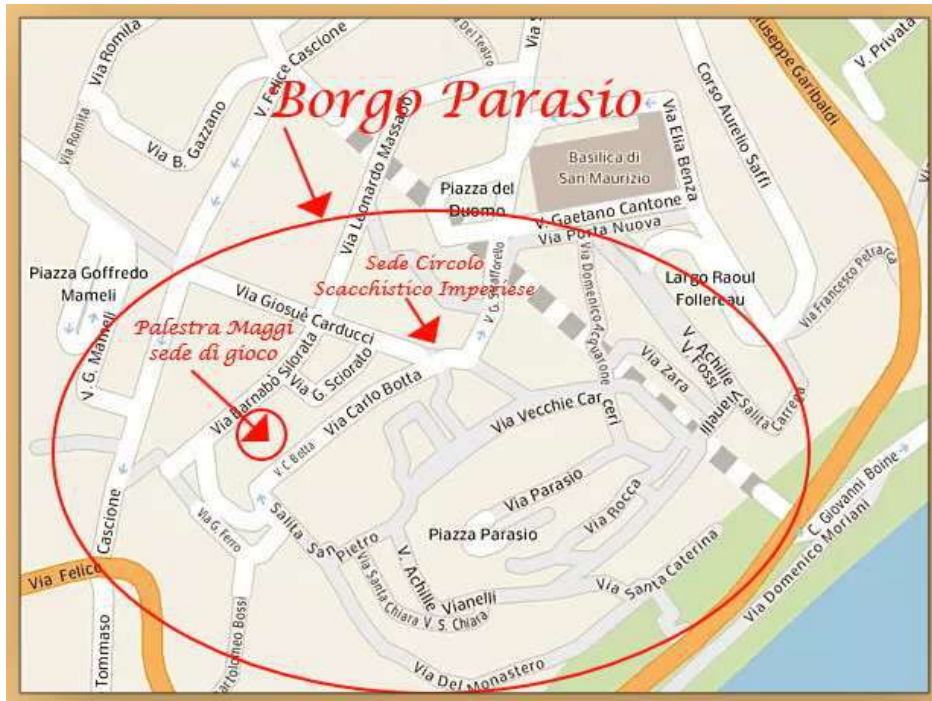 Via Romita
V. Felice Cascione
Via Del Teatro
Via S
Giuseppe Garibaldi
V. Privata
Borgo Parasio
Via Romita
Via B. Gazzano
Via Leonardo Massabò
Via Elia Benza
Corso Aurelio Saffi
Basilica di
San Maurizio
Piazza del
Duomo
V. Gaetano Cantone
Via Porta Nuova
Piazza Goffredo
Mameli
Sede Circolo
Scacchistico Imperiese
Largo Raoul
Follereau
Via Francesco Petrarca
Via Giosuè Carducci
V. G. Mameli
Palestra Maggi
sede di gioco
Via Domenico Acquarone
V. Achille Vianelli
V. Fossi
Via Zara
Salita Carrega
Via G. Sciorato
Via Carlo Botta
V. C. Botta
Via Vecchie Carceri
Via Parasio
Via Rocca
Piazza Parasio
Via G. Ferro
Salita San Pietro
Cascione
Via Felice
V. Achille Vianelli
Via Santa Chiara
V. S. Chiara
Via Santa Caterina
C. Giovanni Boine
Via Domenico Moriani
Via Del Monastero
Tommaso
artolomeo Bossi